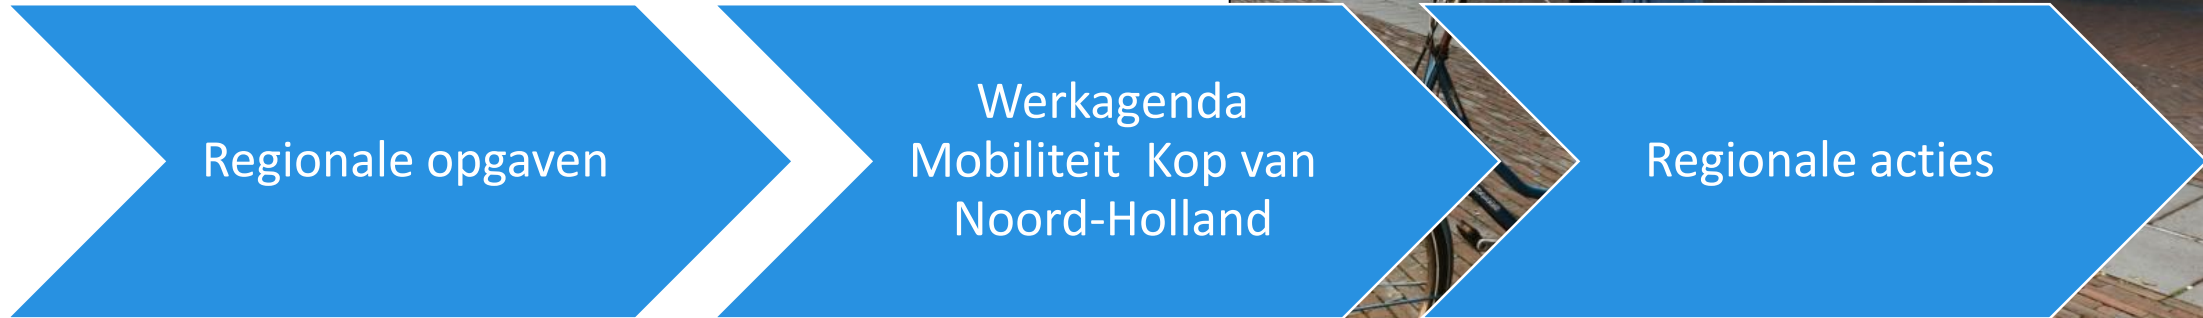 Regionale opgaven
Werkagenda
Mobiliteit  Kop van
Noord-Holland
Regionale acties